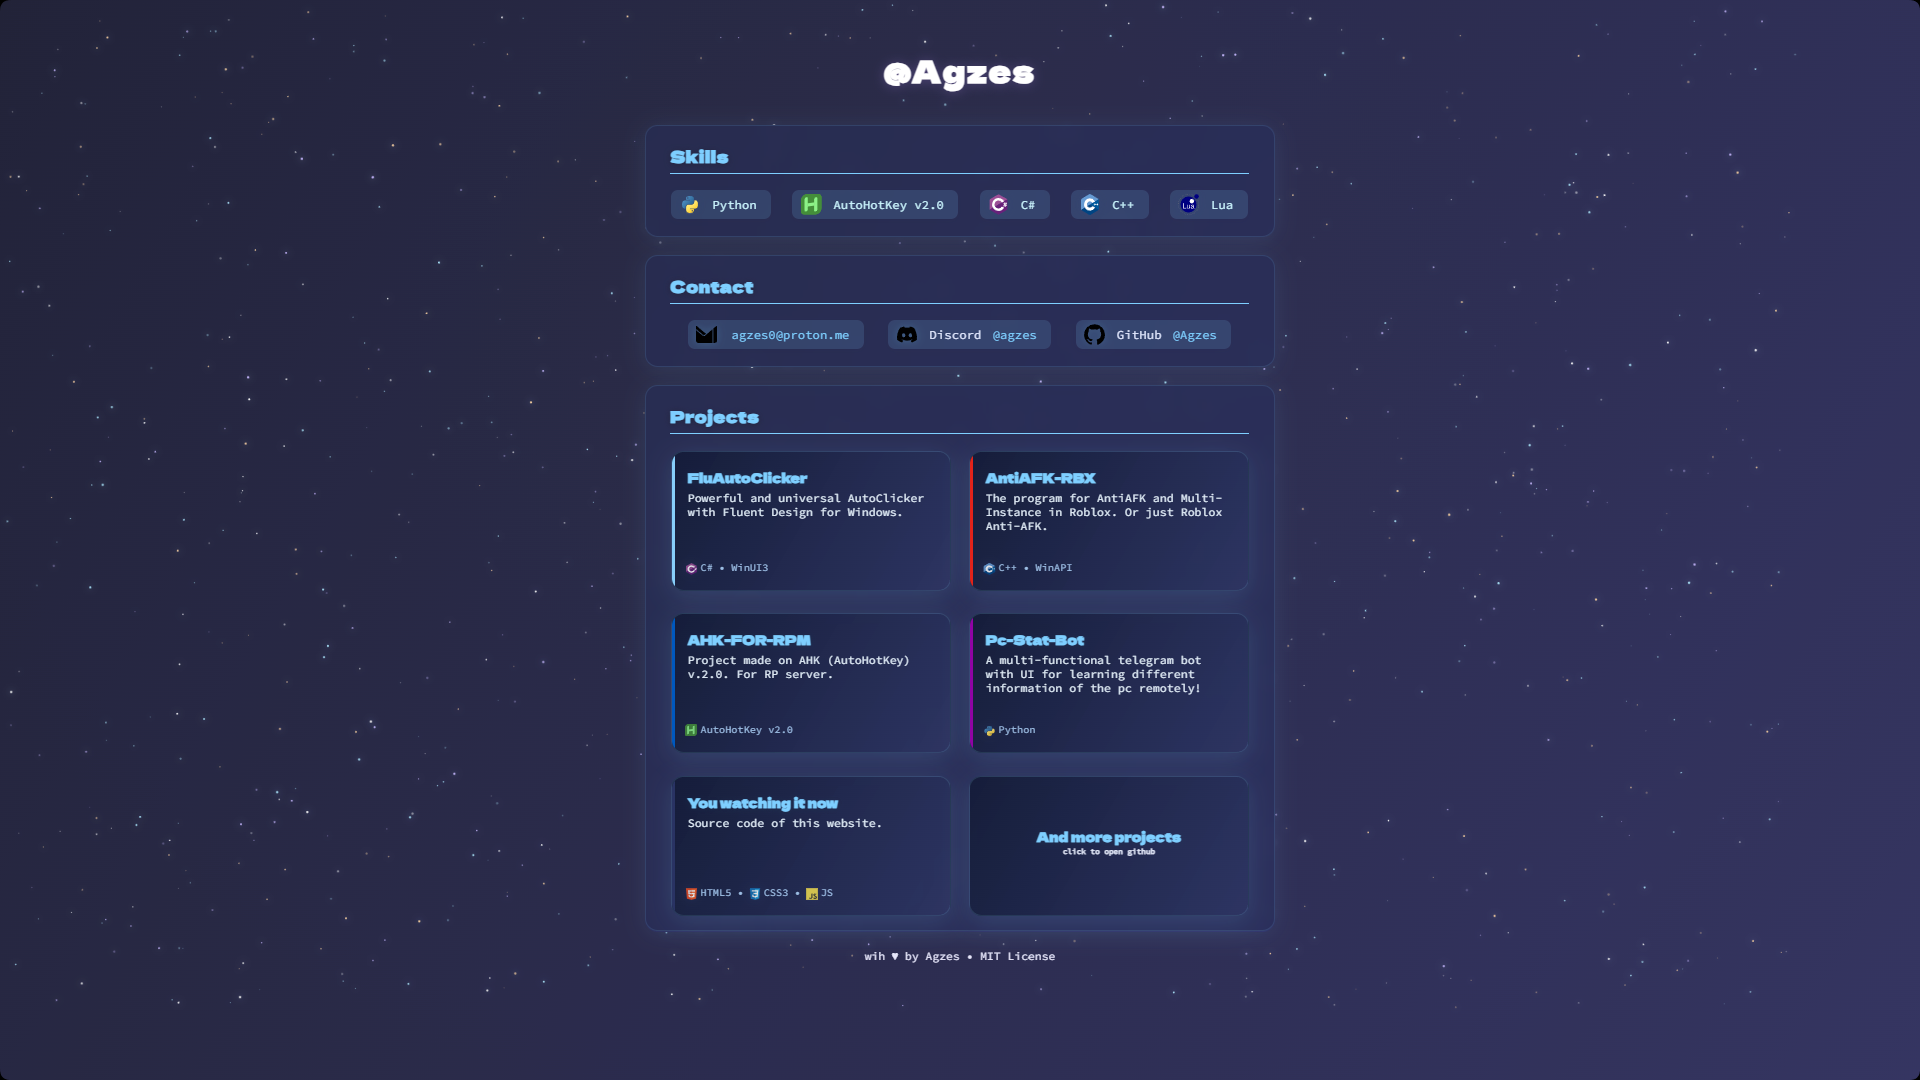 @Agzes
Skills
Python AutoHotKey v2.0 C# C++ Lua
Contact
agzes0@proton.me Discord @agzes GitHub @Agzes
Projects
FluAutoClicker
Powerful and universal AutoClicker
with Fluent Design for Windows.
C# • WinUI3
AntiAFK-RBX
The program for AntiAFK and Multi-
Instance in Roblox. Or just Roblox
Anti-AFK.
C++ • WinAPI
AHK-FOR-RPM
Project made on AHK (AutoHotKey)
v.2.0. For RP server.
AutoHotKey v2.0
Pc-Stat-Bot
A multi-functional telegram bot
with UI for learning different
information of the pc remotely!
Python
You watching it now
Source code of this website.
HTML5 • CSS3 • JS
And more projects
click to open github
wih ♥ by Agzes • MIT License